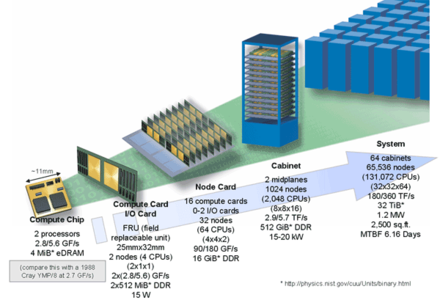 ~11mm
Compute Chip
2 processors
2.8/5.6 GF/s
4 MiB* eDRAM
(compare this with a 1988
Cray YMP/8 at 2.7 GF/s)
Compute Card
I/O Card
FRU (field
replaceable unit)
25mmx32mm
2 nodes (4 CPUs)
(2x1x1)
2x(2.8/5.6) GF/s
2x512 MiB* DDR
15 W
Node Card
16 compute cards
0-2 I/O cards
32 nodes
(64 CPUs)
(4x4x2)
90/180 GF/s
16 GiB* DDR
Cabinet
2 midplanes
1024 nodes
(2,048 CPUs)
(8x8x16)
2.9/5.7 TF/s
512 GiB* DDR
15-20 kW
System
64 cabinets
65,536 nodes
(131,072 CPUs)
(32x32x64)
180/360 TF/s
32 TiB*
1.2 MW
2,500 sq.ft.
MTBF 6.16 Days
* http://physics.nist.gov/cuu/Units/binary.html